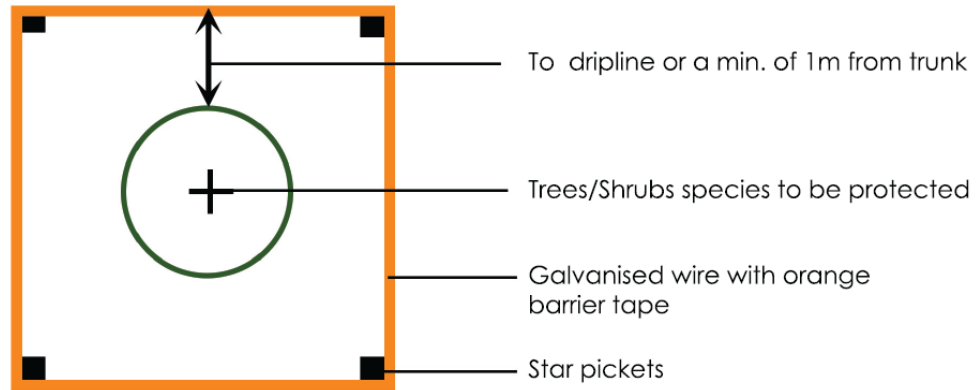 To dripline or a min. of 1m from trunk
Trees/Shrubs species to be protected
Galvanised wire with orange
barrier tape
Star pickets